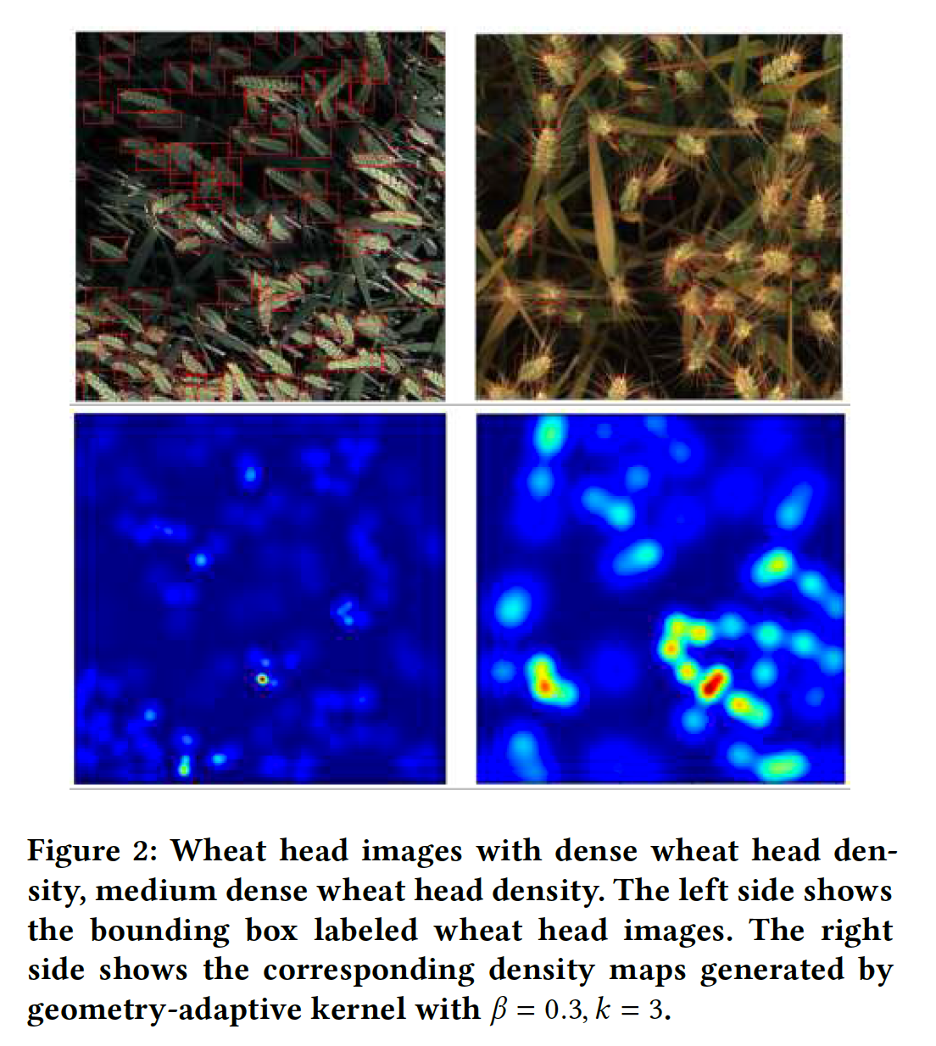 Figure 2: Wheat head images with dense wheat head den-
sity, medium dense wheat head density. The left side shows
the bounding box labeled wheat head images. The right
side shows the corresponding density maps generated by
geometry-adaptive kernel with β = 0.3, k = 3.